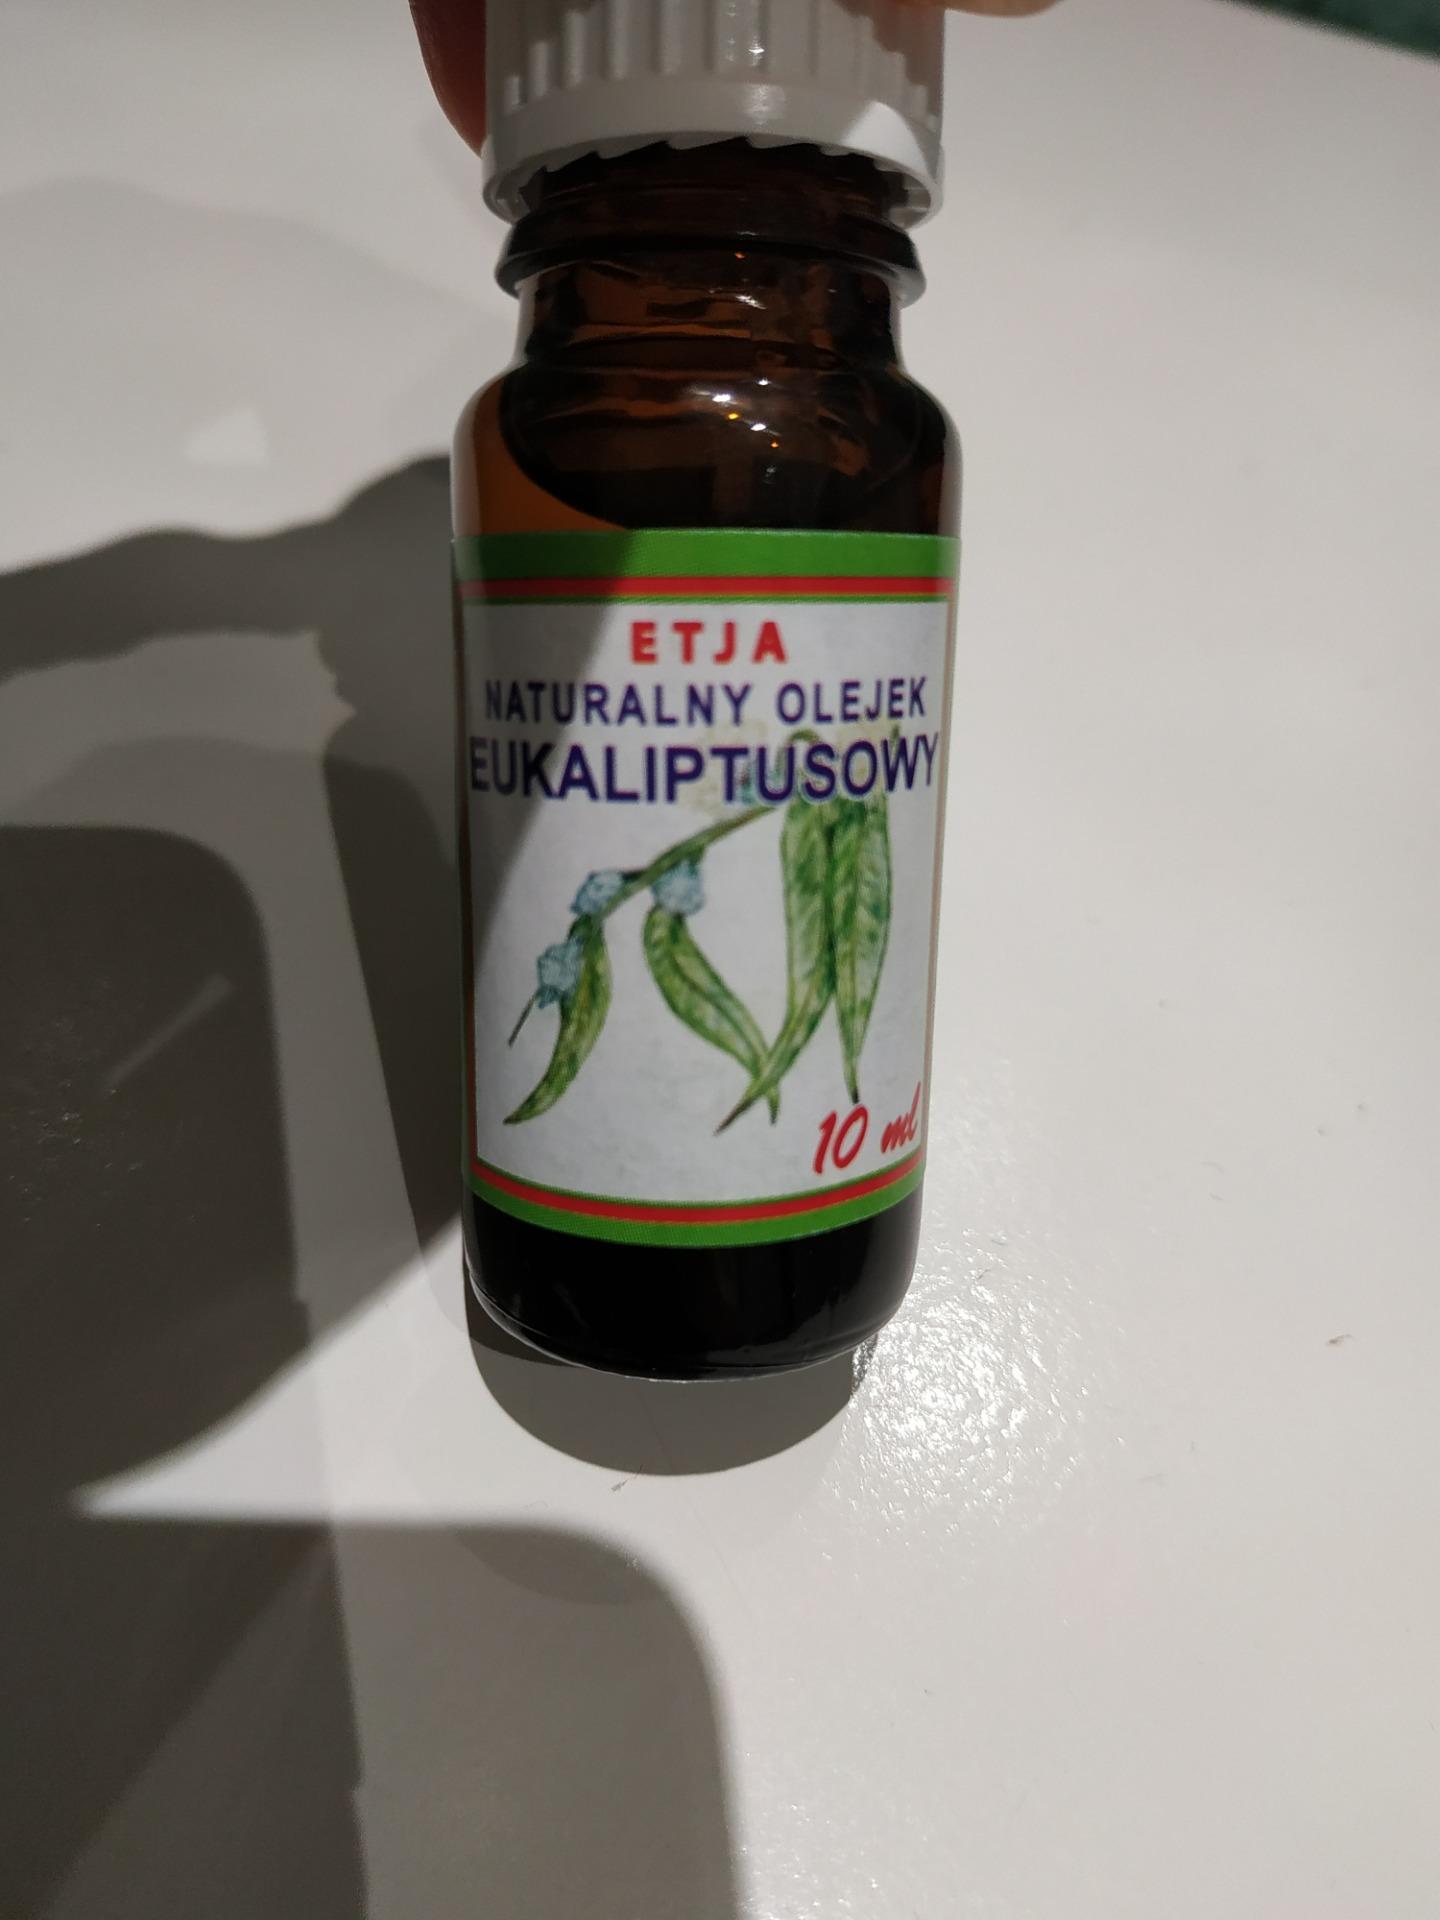 ETJA
NATURALNY OLEJEK
EUKALIPTUSOWY
10 ml